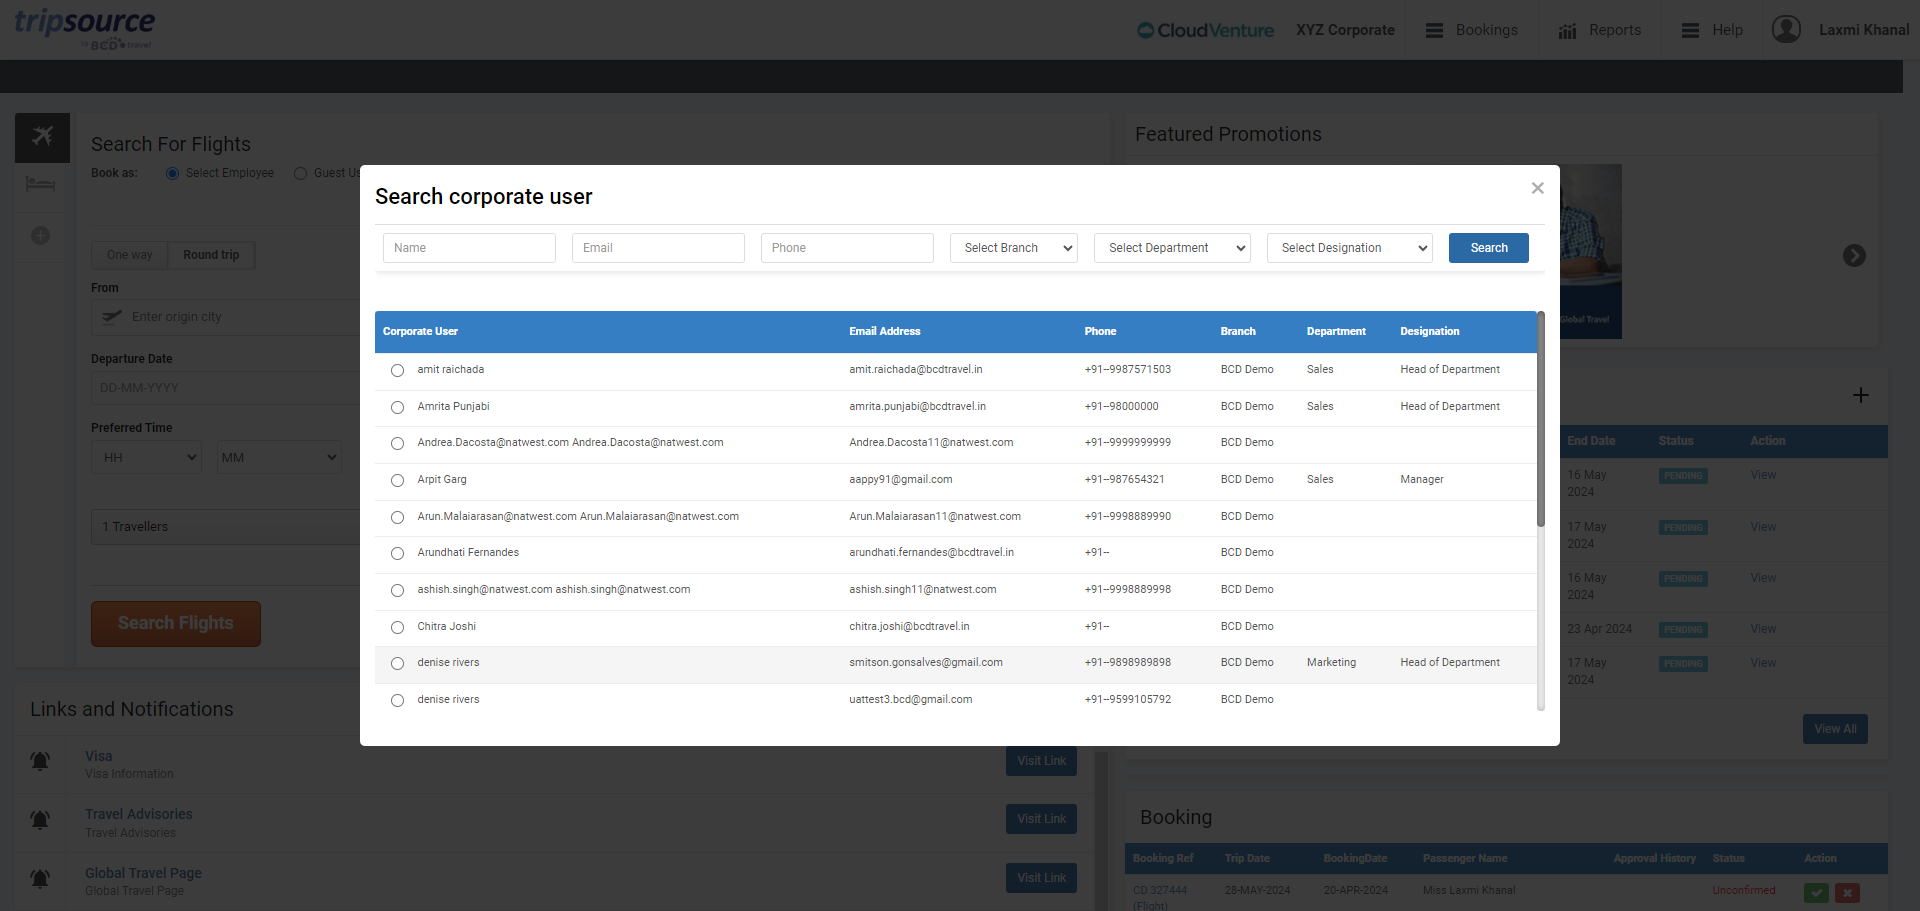 tripsource
by BCD travel
CloudVenture
XYZ Corporate
Bookings
Reports
Help
Laxmi Khanal
Search For Flights
Book as: Select Employee Guest Us
One way Round trip
From
Enter origin city
Departure Date
DD-MM-YYYY
Preferred Time
HH MM
1 Travellers
Search Flights
Featured Promotions
Global Travel
Search corporate user
×
Name Email Phone Select Branch Select Department Select Designation Search
Corporate User Email Address Phone Branch Department Designation
amit raichada amit.raichada@bcdtravel.in +91--9987571503 BCD Demo Sales Head of Department
Amrita Punjabi amrita.punjabi@bcdtravel.in +91--98000000 BCD Demo Sales Head of Department
Andrea.Dacosta@natwest.com Andrea.Dacosta@natwest.com Andrea.Dacosta11@natwest.com +91--9999999999 BCD Demo
Arpit Garg aappy91@gmail.com +91--987654321 BCD Demo Sales Manager
Arun.Malaiarasan@natwest.com Arun.Malaiarasan@natwest.com Arun.Malaiarasan11@natwest.com +91--9998889990 BCD Demo
Arundhati Fernandes arundhati.fernandes@bcdtravel.in +91-- BCD Demo
ashish.singh@natwest.com ashish.singh@natwest.com ashish.singh11@natwest.com +91--9998889998 BCD Demo
Chitra Joshi chitra.joshi@bcdtravel.in +91-- BCD Demo
denise rivers smitson.gonsalves@gmail.com +91--9898989898 BCD Demo Marketing Head of Department
denise rivers uattest3.bcd@gmail.com +91--9599105792 BCD Demo
End Date Status Action
16 May
2024 PENDING View
17 May
2024 PENDING View
16 May
2024 PENDING View
23 Apr 2024 PENDING View
17 May
2024 PENDING View
View All
Links and Notifications
Visa
Visa Information
Visit Link
Travel Advisories
Travel Advisories
Visit Link
Global Travel Page
Global Travel Page
Visit Link
Booking
Booking Ref Trip Date BookingDate Passenger Name Approval History Status Action
CD 327444 28-MAY-2024 20-APR-2024 Miss Laxmi Khanal Unconfirmed
(Flight)